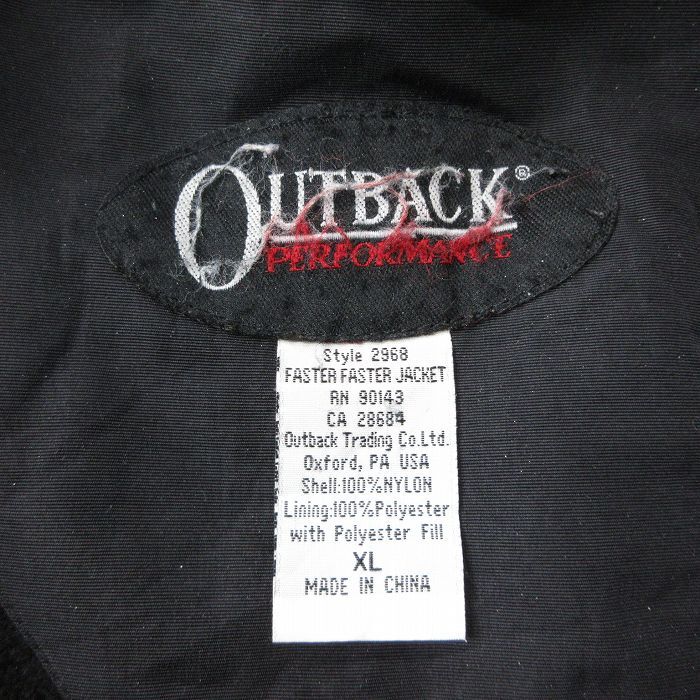 OUTBACK®
PERFORMANCE
Style 2968
FASTER FASTER JACKET
RN 90143
CA 28684
Outback Trading Co.Ltd.
Oxford, PA USA
Shell:100%NYLON
Lining:100%Polyester
with Polyester Fill
XL
MADE IN CHINA